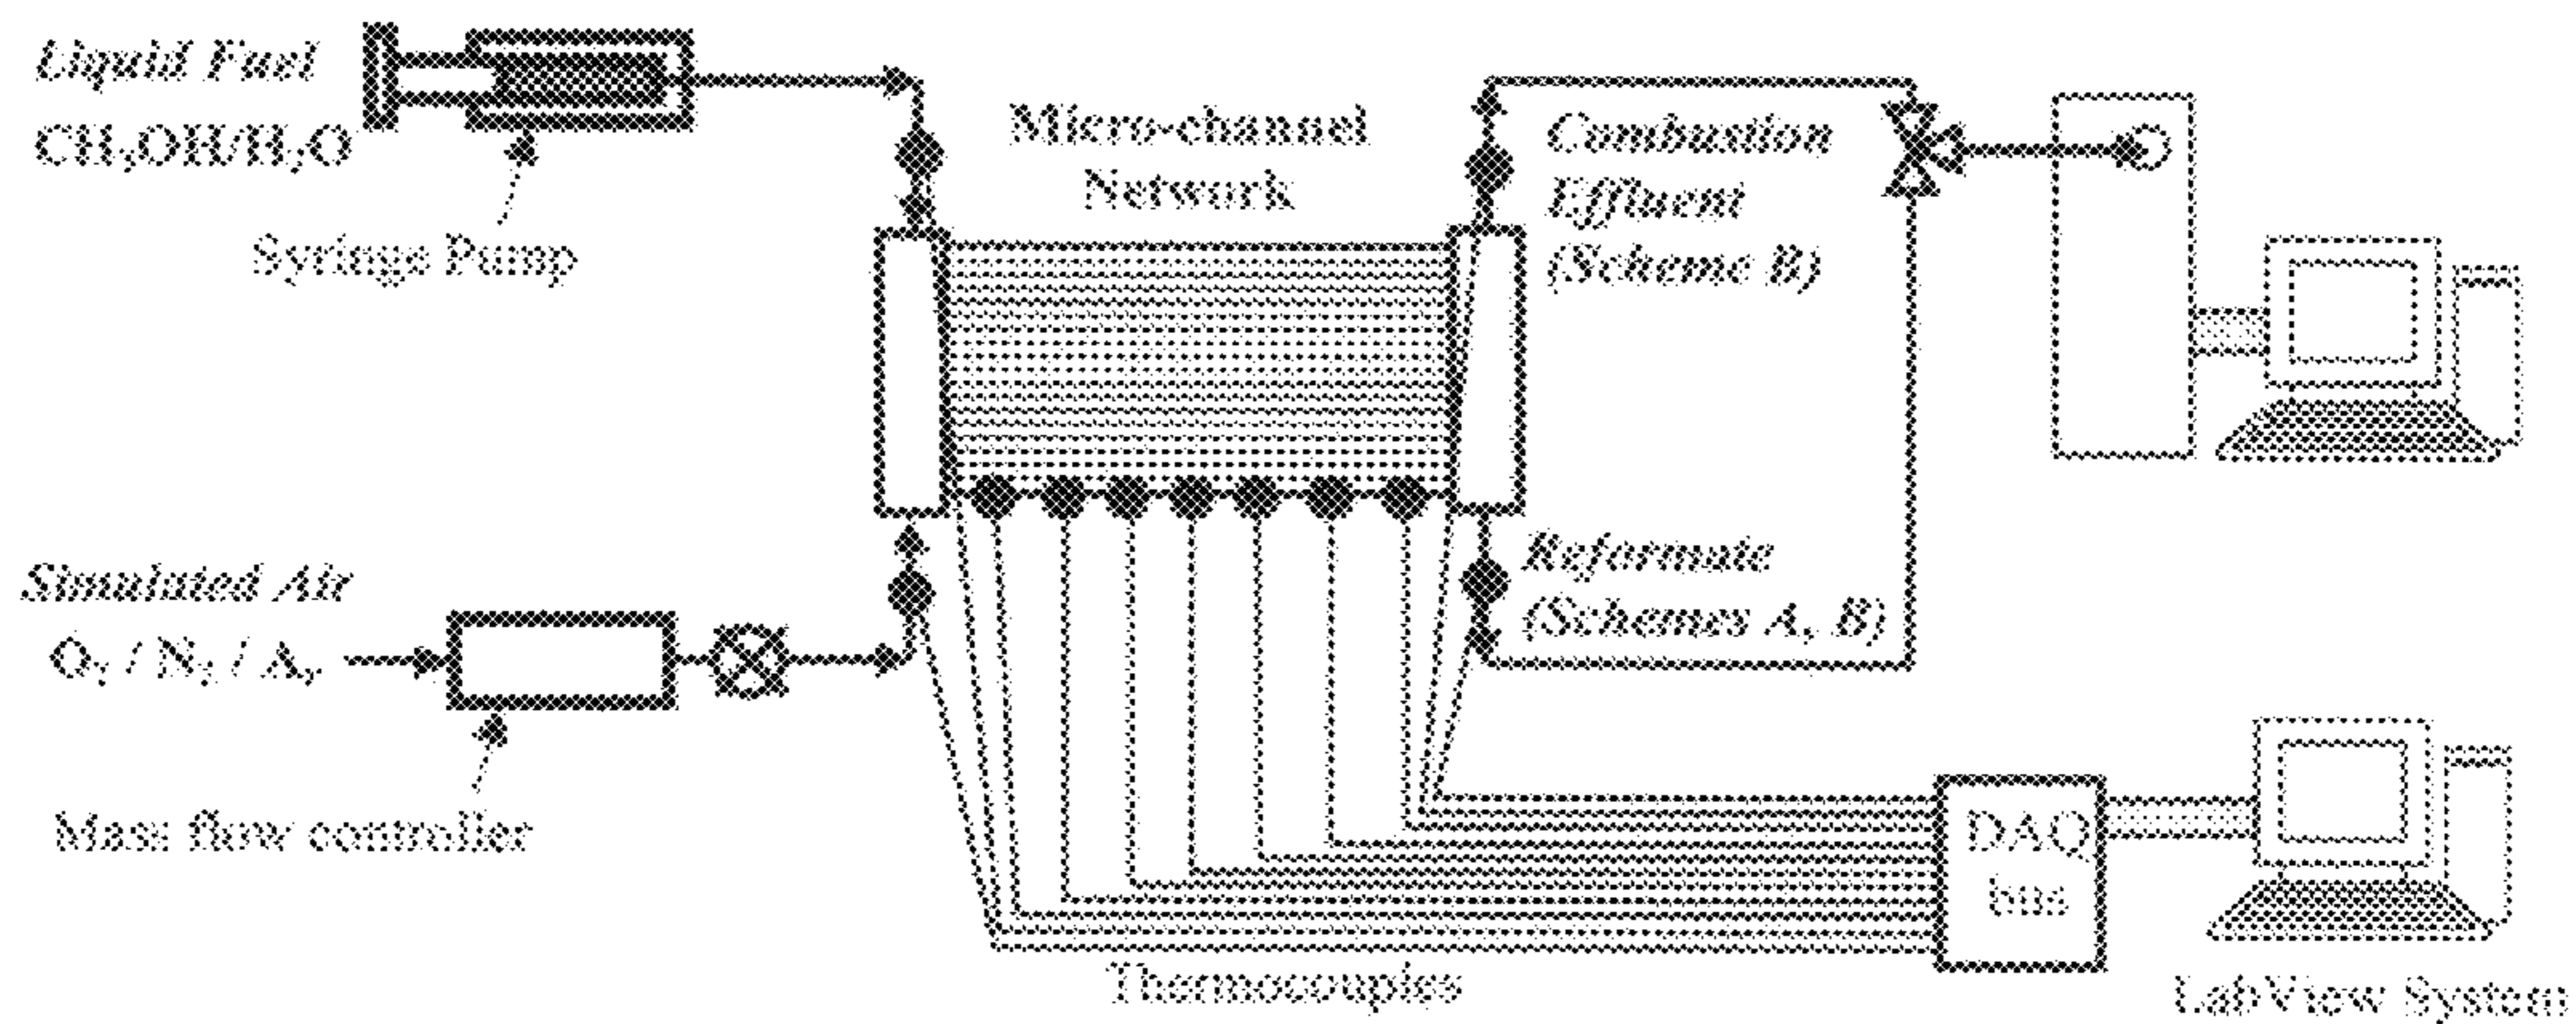 Liquid Fuel
CH₃OH/H₂O
Syringe Pump
Micro-channel
Network
Combustion
Effluent
(Scheme B)
Simulated Air
O₂ / N₂ / Ar
Mass flow controller
Reformate
(Schemes A, B)
DAQ
bus
Thermocouples
LabView System